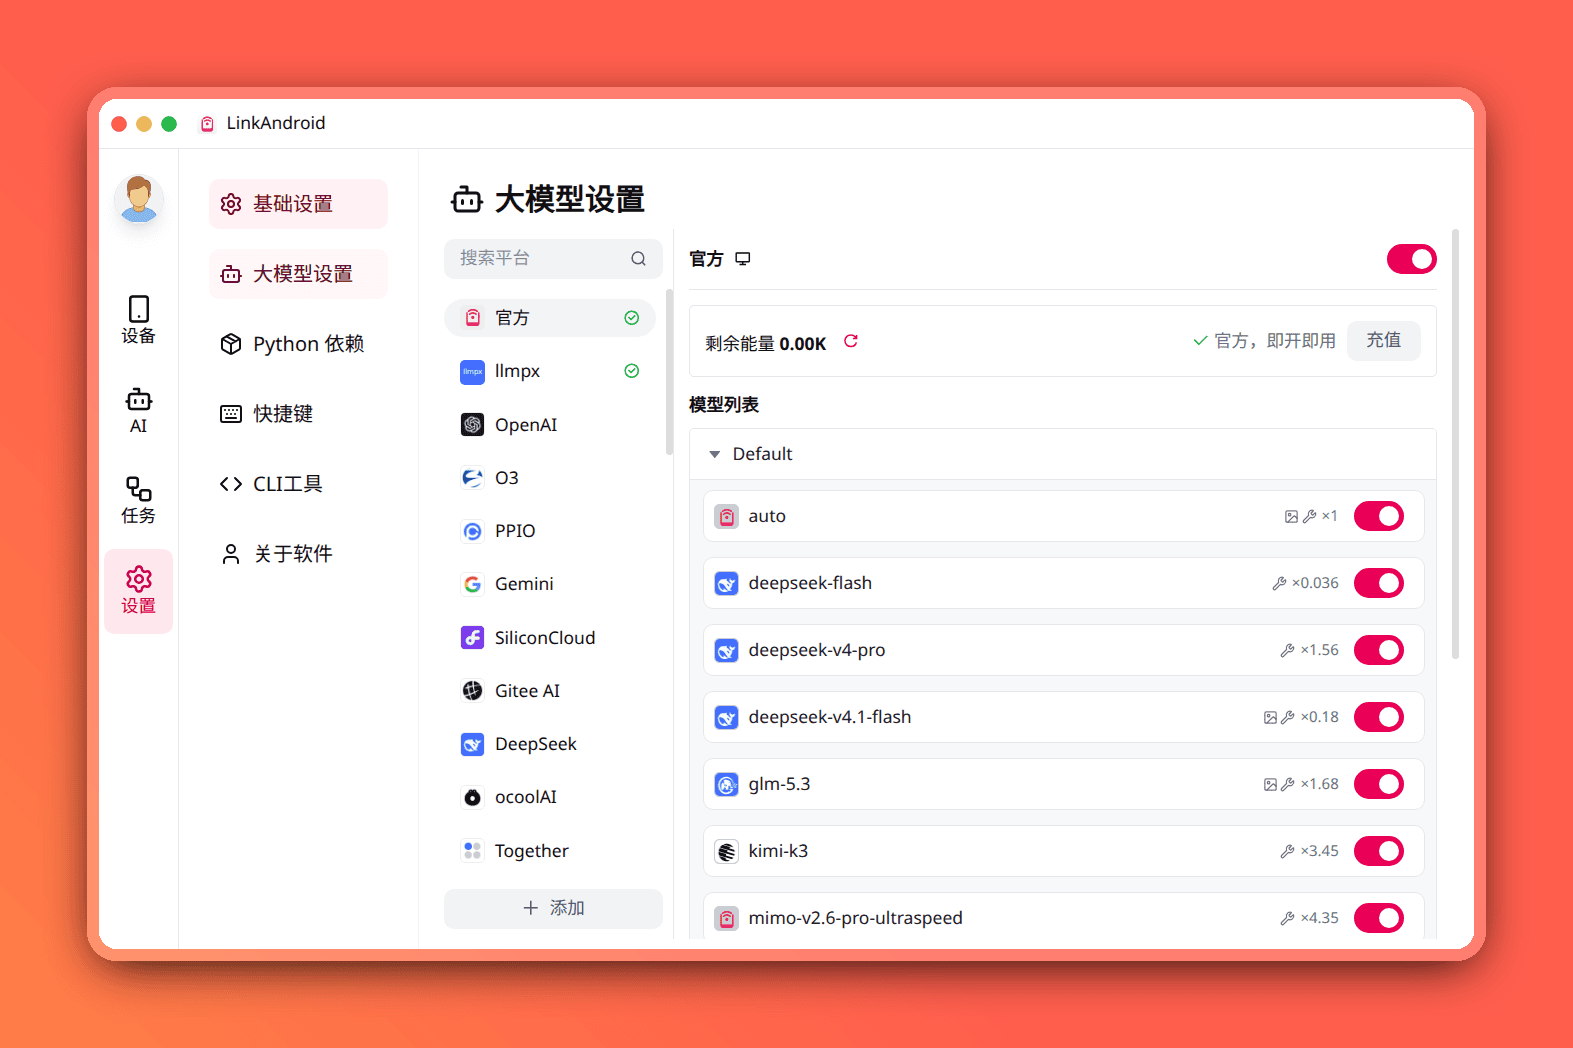 LinkAndroid
设备
AI
任务
设置
基础设置
大模型设置
Python 依赖
快捷键
CLI工具
关于软件
大模型设置
搜索平台
官方
llmpx
llmpx
OpenAI
O3
PPIO
Gemini
SiliconCloud
Gitee AI
DeepSeek
ocoolAI
Together
添加
官方
剩余能量 0.00K
官方，即开即用
充值
模型列表
Default
auto ×1
deepseek-flash ×0.036
deepseek-v4-pro ×1.56
deepseek-v4.1-flash ×0.18
glm-5.3 ×1.68
kimi-k3 ×3.45
mimo-v2.6-pro-ultraspeed ×4.35